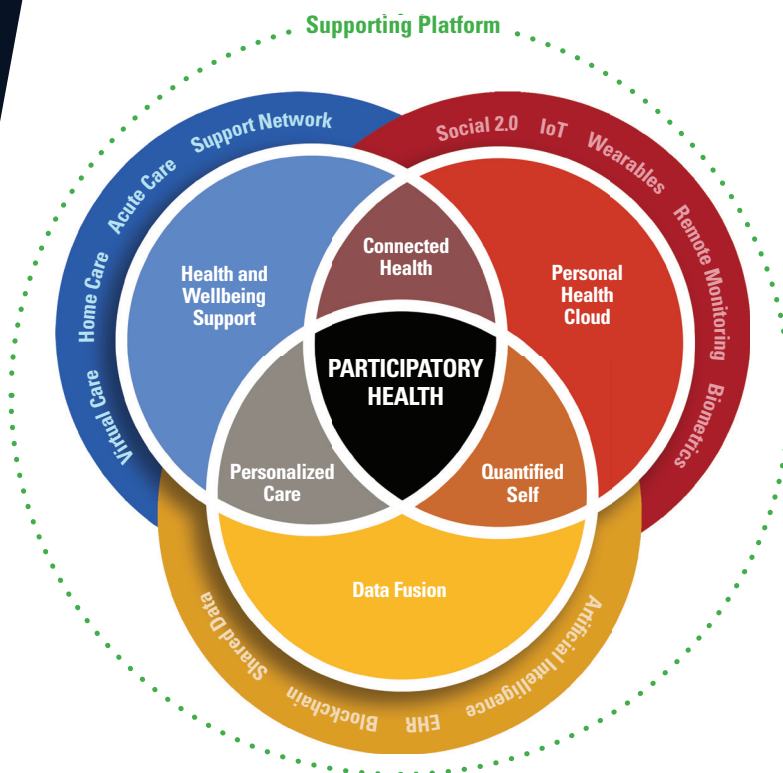 Supporting Platform
Virtual Care Home Care Acute Care Support Network
Social 2.0 IoT Wearables Remote Monitoring Biometrics
Health and
Wellbeing
Support
Connected
Health
Personal
Health
Cloud
PARTICIPATORY
HEALTH
Personalized
Care
Quantified
Self
Data Fusion
Shared Data Blockchain EHR Artificial Intelligence